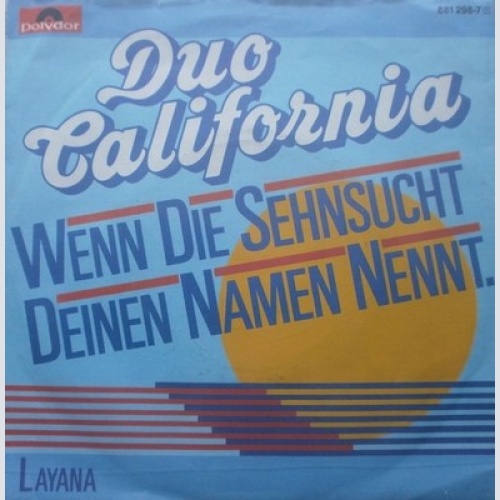 polydor
881 298-7
Duo
California
WENN DIE SEHNSUCHT
DEINEN NAMEN NENNT.
LAYANA